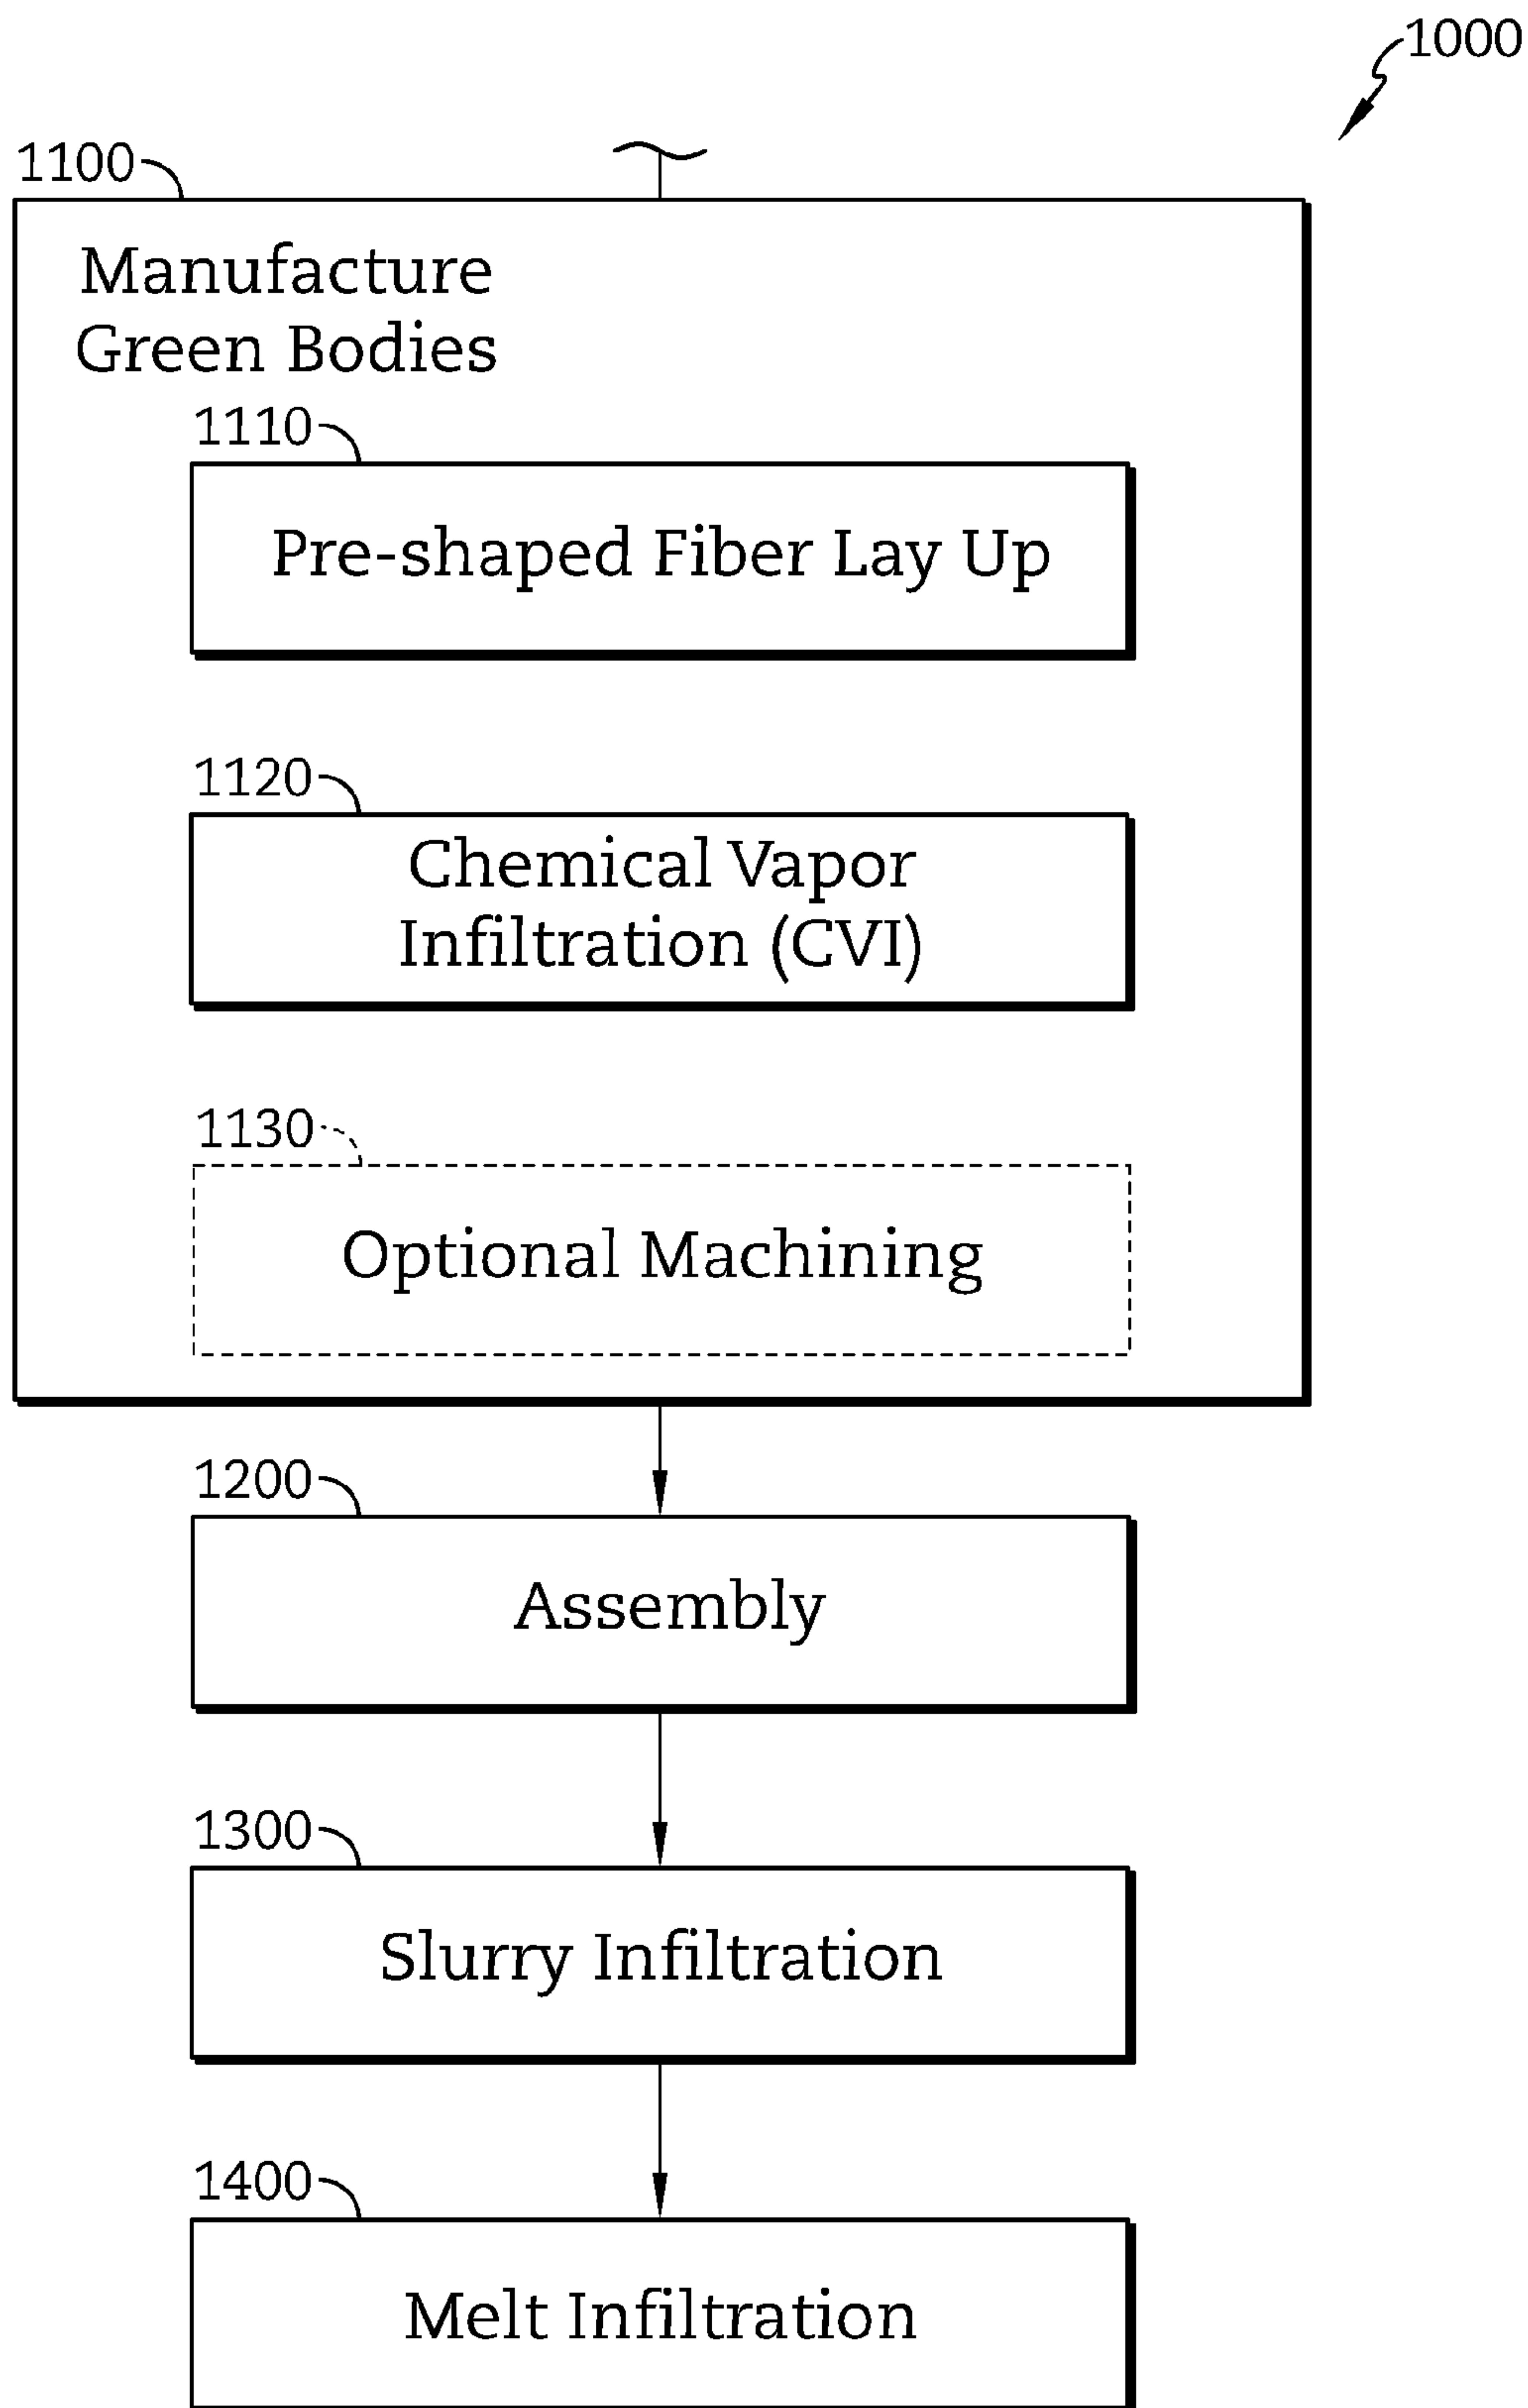 1000
1100
Manufacture
Green Bodies
1110
Pre-shaped Fiber Lay Up
1120
Chemical Vapor
Infiltration (CVI)
1130
Optional Machining
1200
Assembly
1300
Slurry Infiltration
1400
Melt Infiltration